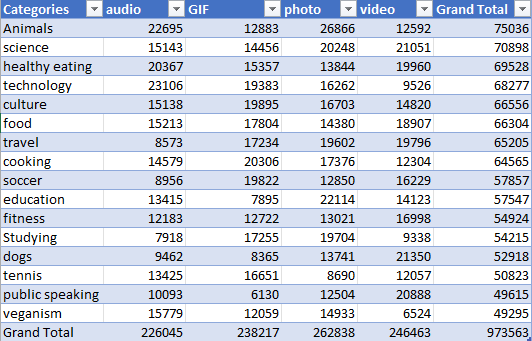 Categories audio GIF photo video Grand Total
Animals 22695 12883 26866 12592 75036
science 15143 14456 20248 21051 70898
healthy eating 20367 15357 13844 19960 69528
technology 23106 19383 16262 9526 68277
culture 15138 19895 16703 14820 66556
food 15213 17804 14380 18907 66304
travel 8573 17234 19602 19796 65205
cooking 14579 20306 17376 12304 64565
soccer 8956 19822 12850 16229 57857
education 13415 7895 22114 14123 57547
fitness 12183 12722 13021 16998 54924
Studying 7918 17255 19704 9338 54215
dogs 9462 8365 13741 21350 52918
tennis 13425 16651 8690 12057 50823
public speaking 10093 6130 12504 20888 49615
veganism 15779 12059 14933 6524 49295
Grand Total 226045 238217 262838 246463 973563